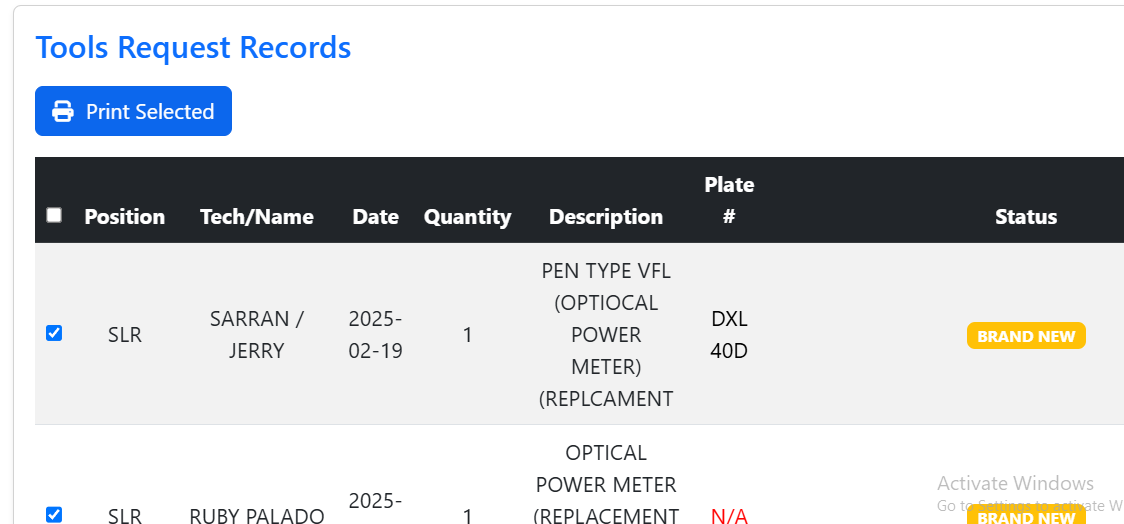 Tools Request Records
Print Selected
Position Tech/Name Date Quantity Description Plate # Status
SLR
SARRAN /
JERRY
2025-
02-19
1
PEN TYPE VFL
(OPTIOCAL
POWER
METER)
(REPLCAMENT
DXL
40D
BRAND NEW
SLR
RUBY PALADO
2025-
1
OPTICAL
POWER METER
(REPLACEMENT
N/A
BRAND NEW
Activate Windows
Go to Settings to activate W